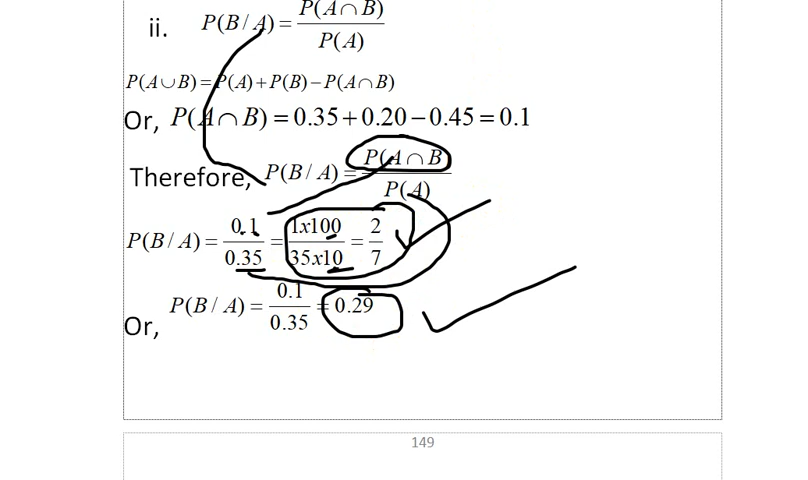 ii. P(B/A) = P(A∩B) / P(A)
P(A∪B) = P(A) + P(B) − P(A∩B)
Or, P(A∩B) = 0.35 + 0.20 − 0.45 = 0.1
Therefore, P(B/A) = P(A∩B / P(A)
P(B/A) = 0.1 / 0.35 = 1x100 / 35x10 = 2 / 7
Or, P(B/A) = 0.1 / 0.35 = 0.29
149